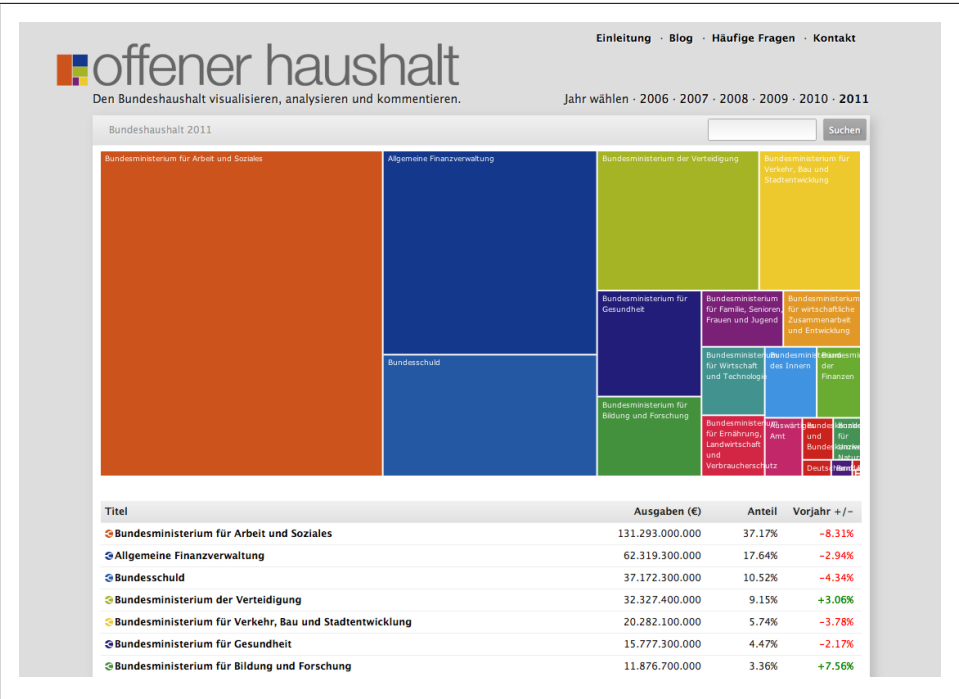 Einleitung · Blog · Häufige Fragen · Kontakt
offener haushalt
Den Bundeshaushalt visualisieren, analysieren und kommentieren.
Jahr wählen · 2006 · 2007 · 2008 · 2009 · 2010 · 2011
Bundeshaushalt 2011
Suchen
Bundesministerium für Arbeit und Soziales
Allgemeine Finanzverwaltung
Bundesministerium der Verteidigung
Bundesministerium für
Verkehr, Bau und
Stadtentwicklung
Bundesschuld
Bundesministerium für
Gesundheit
Bundesministerium
für Familie, Senioren,
Frauen und Jugend
Bundesministerium
für wirtschaftliche
Zusammenarbeit
und Entwicklung
Bundesministerium für
Bildung und Forschung
für Wirtschaft
und Technologie
des Innern
der
Finanzen
für Ernährung,
Landwirtschaft
und
Verbraucherschutz
Amt
und
für
Titel Ausgaben (€) Anteil Vorjahr +/-
Bundesministerium für Arbeit und Soziales 131.293.000.000 37.17% -8.31%
Allgemeine Finanzverwaltung 62.319.300.000 17.64% -2.94%
Bundesschuld 37.172.300.000 10.52% -4.34%
Bundesministerium der Verteidigung 32.327.400.000 9.15% +3.06%
Bundesministerium für Verkehr, Bau und Stadtentwicklung 20.282.100.000 5.74% -3.78%
Bundesministerium für Gesundheit 15.777.300.000 4.47% -2.17%
Bundesministerium für Bildung und Forschung 11.876.700.000 3.36% +7.56%